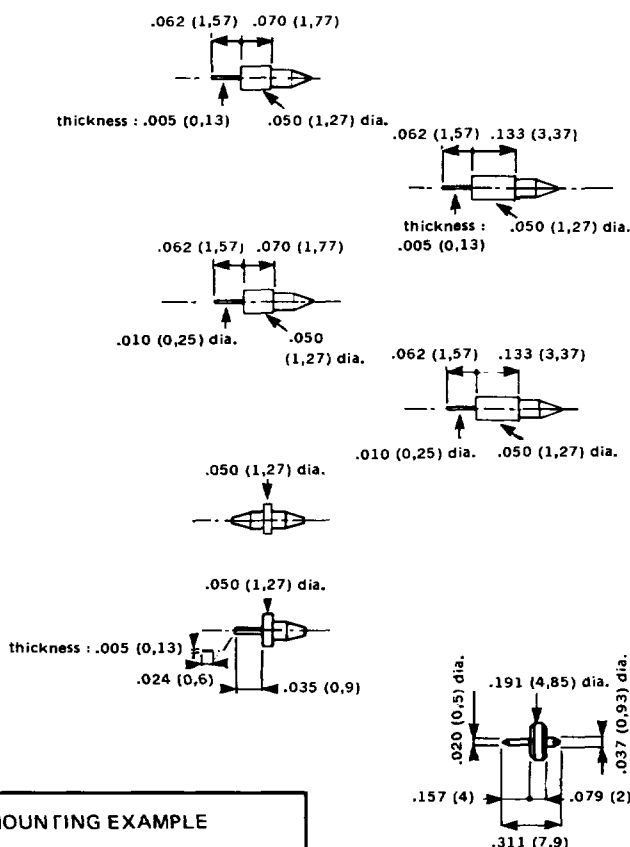 .062 (1,57) .070 (1,77)
thickness : .005 (0,13) .050 (1,27) dia.
.062 (1,57) .133 (3,37)
thickness : .050 (1,27) dia.
.005 (0,13)
.062 (1,57) .070 (1,77)
.010 (0,25) dia. .050
(1,27) dia.
.062 (1,57) .133 (3,37)
.010 (0,25) dia. .050 (1,27) dia.
.050 (1,27) dia.
.050 (1,27) dia.
thickness : .005 (0,13)
.024 (0,6) .035 (0,9)
.020 (0,5) dia. .191 (4,85) dia. .037 (0,93) dia.
.157 (4) .079 (2)
.311 (7,9)
MOUNTING EXAMPLE